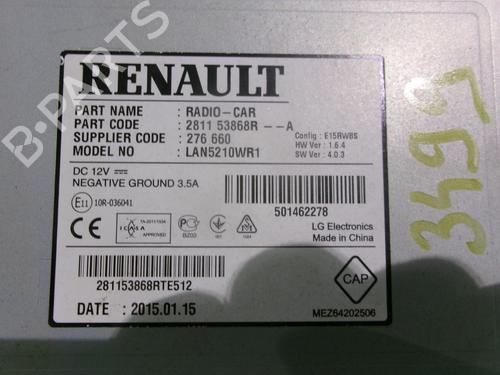 RENAULT
PART NAME : RADIO-CAR
PART CODE : 2811 53868R --A
SUPPLIER CODE : 276 660
MODEL NO : LAN5210WR1
Config : E15RWBS
HW Ver : 1.6.4
SW Ver : 4.0.3
DC 12V
NEGATIVE GROUND 3.5A
E11 10R-036041
ICASA
APPROVED
501462278
LG Electronics
Made in China
281153868RTE512
DATE : 2015.01.15
CAP
MEZ64202506
3499
B-PARTS